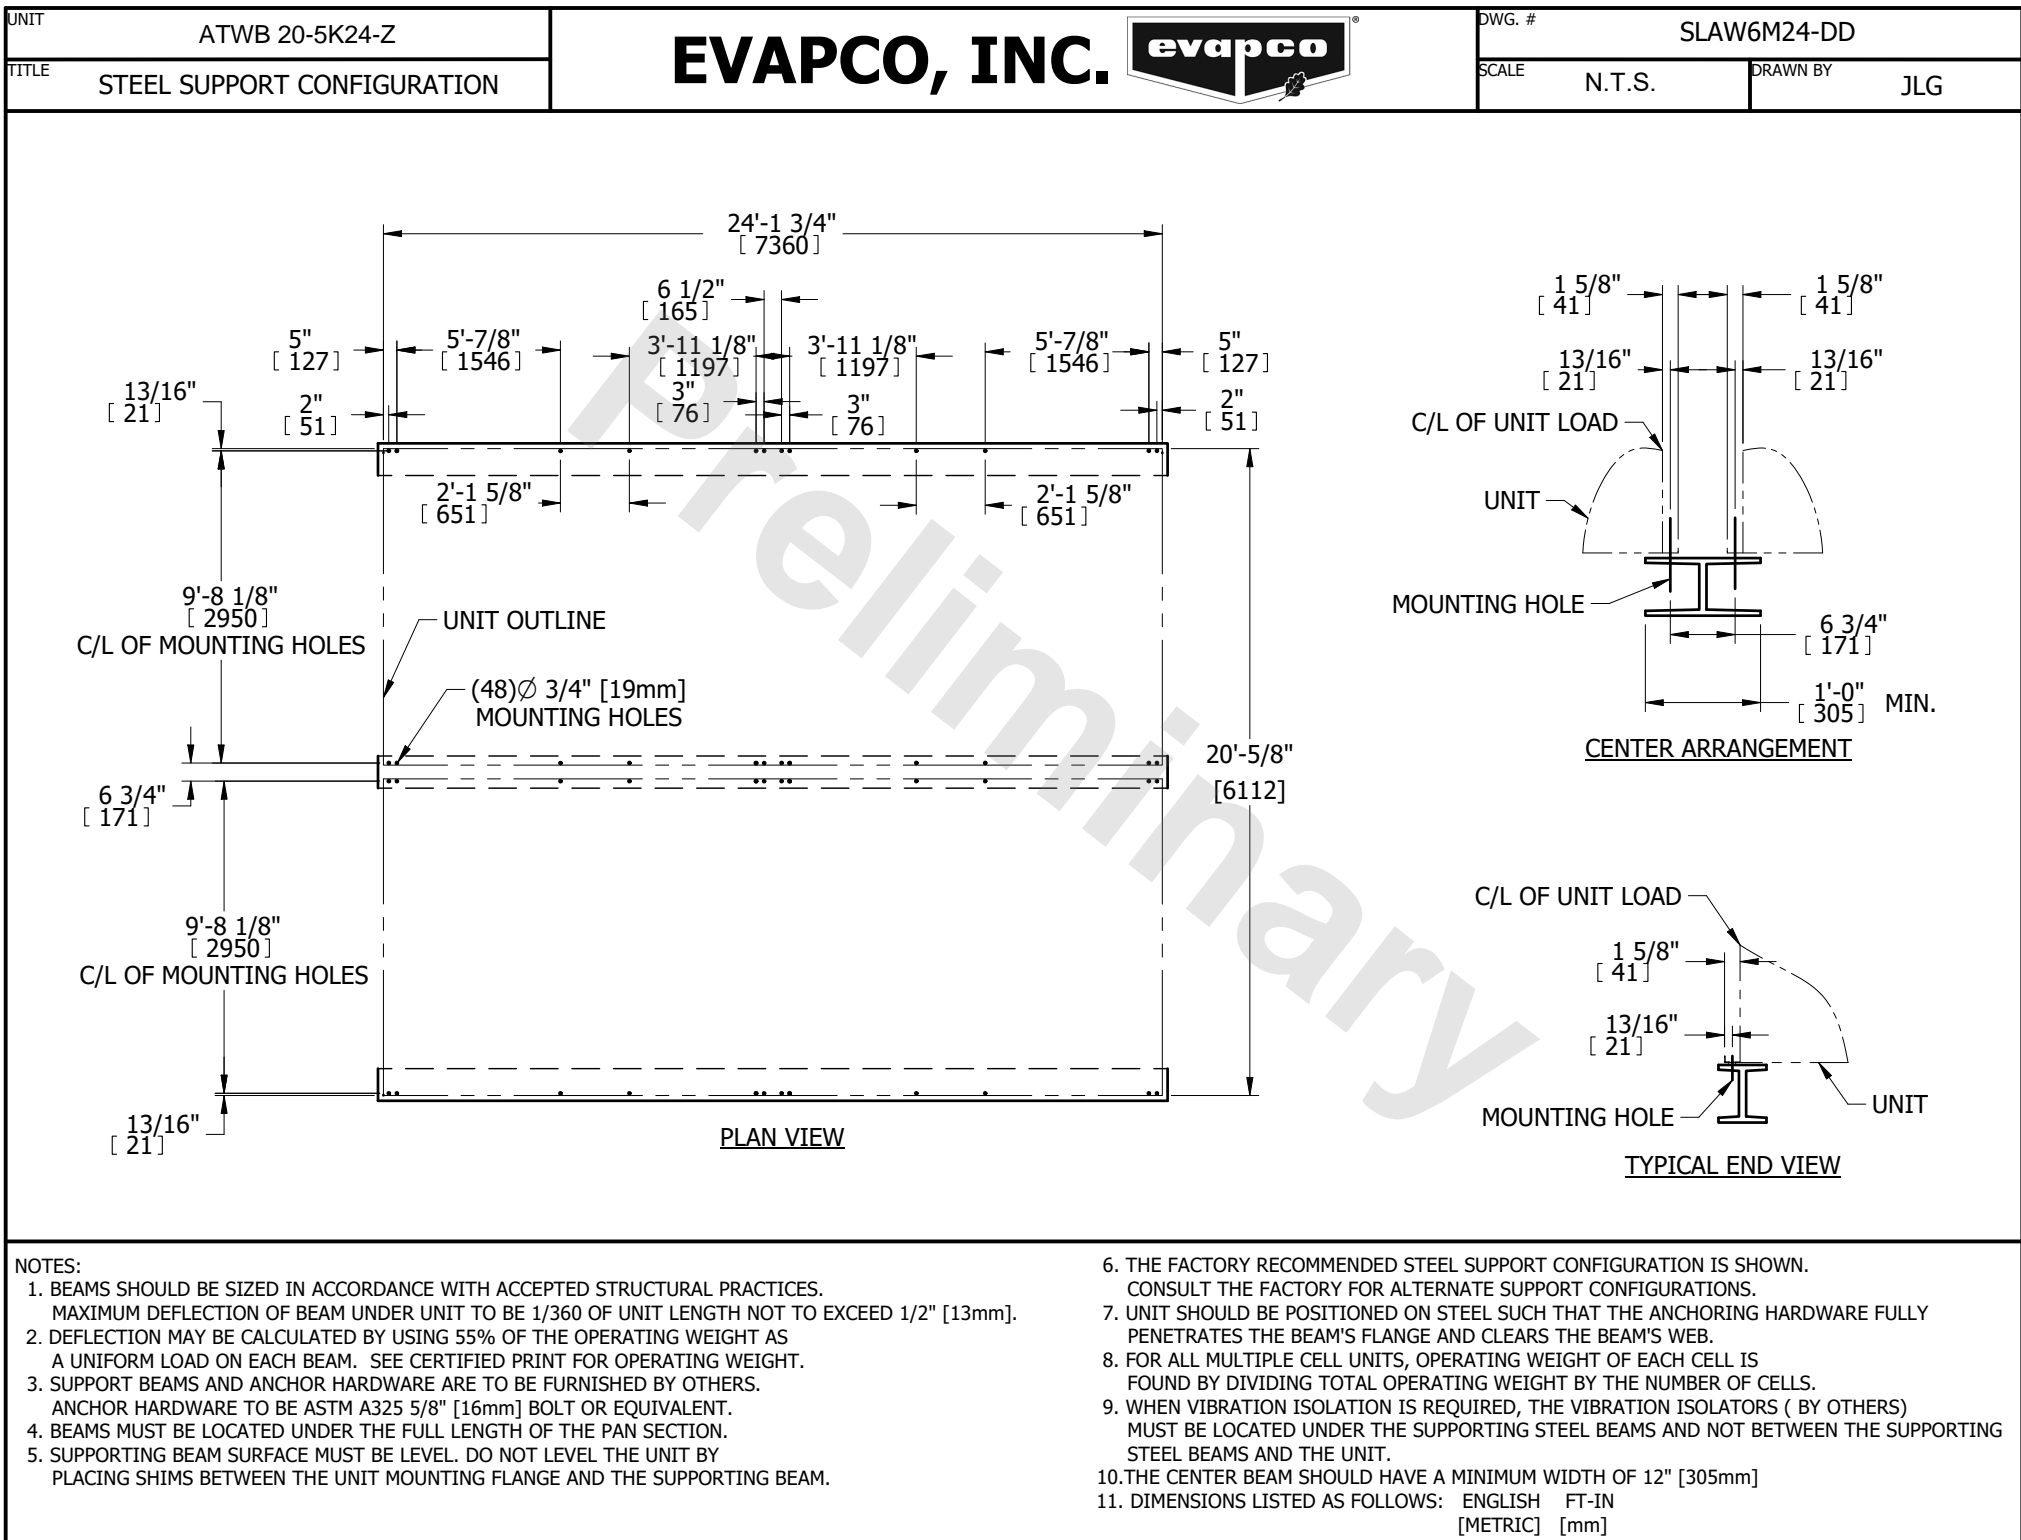 UNIT
ATWB 20-5K24-Z
TITLE
STEEL SUPPORT CONFIGURATION
EVAPCO, INC.
evapco
®
DWG. #
SLAW6M24-DD
SCALE
N.T.S.
DRAWN BY
JLG
24'-1 3/4"
[ 7360]
6 1/2"
[ 165]
5"
[ 127]
5'-7/8"
[ 1546]
3'-11 1/8"
[ 1197]
3'-11 1/8"
[ 1197]
5'-7/8"
[ 1546]
5"
[ 127]
13/16"
[ 21]
2"
[ 51]
3"
[ 76]
3"
[ 76]
2"
[ 51]
2'-1 5/8"
[ 651]
2'-1 5/8"
[ 651]
9'-8 1/8"
[ 2950]
C/L OF MOUNTING HOLES
UNIT OUTLINE
(48)Ø 3/4" [19mm]
MOUNTING HOLES
6 3/4"
[ 171]
20'-5/8"
[6112]
9'-8 1/8"
[ 2950]
C/L OF MOUNTING HOLES
13/16"
[ 21]
PLAN VIEW
Preliminary
1 5/8"
[ 41]
1 5/8"
[ 41]
13/16"
[ 21]
13/16"
[ 21]
C/L OF UNIT LOAD
UNIT
MOUNTING HOLE
6 3/4"
[ 171]
1'-0"
[ 305] MIN.
CENTER ARRANGEMENT
C/L OF UNIT LOAD
1 5/8"
[ 41]
13/16"
[ 21]
MOUNTING HOLE
UNIT
TYPICAL END VIEW
NOTES:
1. BEAMS SHOULD BE SIZED IN ACCORDANCE WITH ACCEPTED STRUCTURAL PRACTICES.
MAXIMUM DEFLECTION OF BEAM UNDER UNIT TO BE 1/360 OF UNIT LENGTH NOT TO EXCEED 1/2" [13mm].
2. DEFLECTION MAY BE CALCULATED BY USING 55% OF THE OPERATING WEIGHT AS
A UNIFORM LOAD ON EACH BEAM. SEE CERTIFIED PRINT FOR OPERATING WEIGHT.
3. SUPPORT BEAMS AND ANCHOR HARDWARE ARE TO BE FURNISHED BY OTHERS.
ANCHOR HARDWARE TO BE ASTM A325 5/8" [16mm] BOLT OR EQUIVALENT.
4. BEAMS MUST BE LOCATED UNDER THE FULL LENGTH OF THE PAN SECTION.
5. SUPPORTING BEAM SURFACE MUST BE LEVEL. DO NOT LEVEL THE UNIT BY
PLACING SHIMS BETWEEN THE UNIT MOUNTING FLANGE AND THE SUPPORTING BEAM.
6. THE FACTORY RECOMMENDED STEEL SUPPORT CONFIGURATION IS SHOWN.
CONSULT THE FACTORY FOR ALTERNATE SUPPORT CONFIGURATIONS.
7. UNIT SHOULD BE POSITIONED ON STEEL SUCH THAT THE ANCHORING HARDWARE FULLY
PENETRATES THE BEAM'S FLANGE AND CLEARS THE BEAM'S WEB.
8. FOR ALL MULTIPLE CELL UNITS, OPERATING WEIGHT OF EACH CELL IS
FOUND BY DIVIDING TOTAL OPERATING WEIGHT BY THE NUMBER OF CELLS.
9. WHEN VIBRATION ISOLATION IS REQUIRED, THE VIBRATION ISOLATORS ( BY OTHERS)
MUST BE LOCATED UNDER THE SUPPORTING STEEL BEAMS AND NOT BETWEEN THE SUPPORTING
STEEL BEAMS AND THE UNIT.
10.THE CENTER BEAM SHOULD HAVE A MINIMUM WIDTH OF 12" [305mm]
11. DIMENSIONS LISTED AS FOLLOWS: ENGLISH FT-IN
[METRIC] [mm]